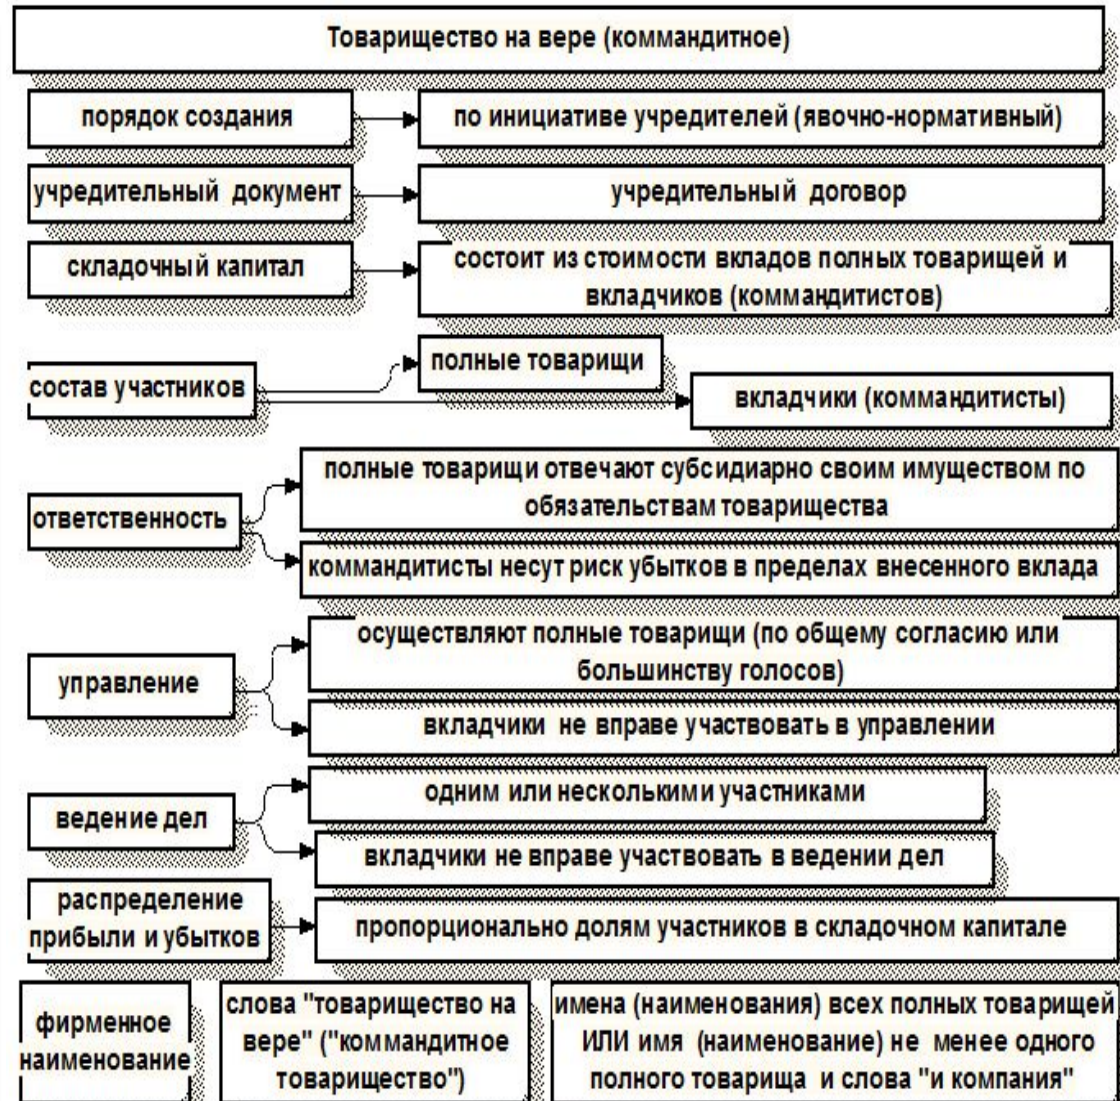 Товарищество на вере (коммандитное)
порядок создания
по инициативе учредителей (явочно-нормативный)
учредительный документ
учредительный договор
складочный капитал
состоит из стоимости вкладов полных товарищей и
вкладчиков (коммандитистов)
состав участников
полные товарищи
вкладчики (коммандитисты)
ответственность
полные товарищи отвечают субсидиарно своим имуществом по
обязательствам товарищества
коммандитисты несут риск убытков в пределах внесенного вклада
управление
осуществляют полные товарищи (по общему согласию или
большинству голосов)
вкладчики не вправе участвовать в управлении
ведение дел
одним или несколькими участниками
вкладчики не вправе участвовать в ведении дел
распределение
прибыли и убытков
пропорционально долям участников в складочном капитале
фирменное
наименование
слова "товарищество на
вере" ("коммандитное
товарищество")
имена (наименования) всех полных товарищей
ИЛИ имя (наименование) не менее одного
полного товарища и слова "и компания"